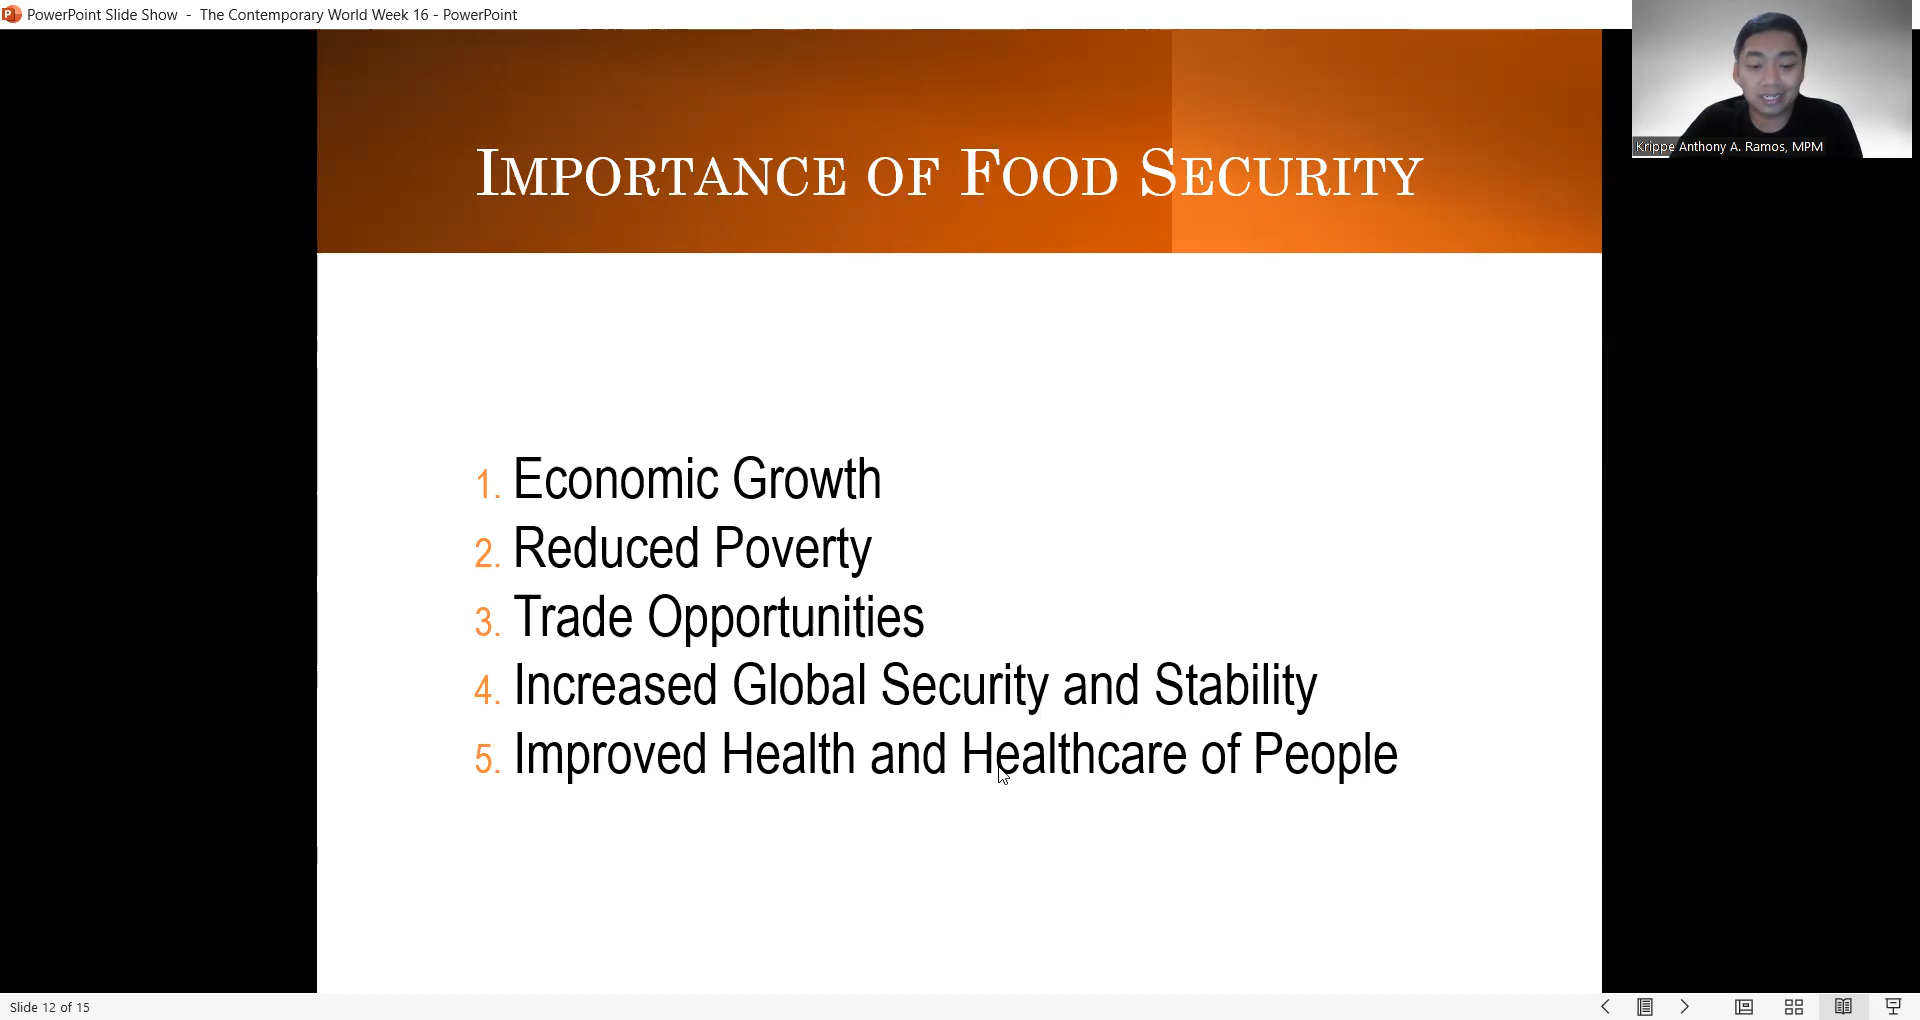 PowerPoint Slide Show - The Contemporary World Week 16 - PowerPoint
Krippe Anthony A. Ramos, MPM
IMPORTANCE OF FOOD SECURITY
1. Economic Growth
2. Reduced Poverty
3. Trade Opportunities
4. Increased Global Security and Stability
5. Improved Health and Healthcare of People
Slide 12 of 15